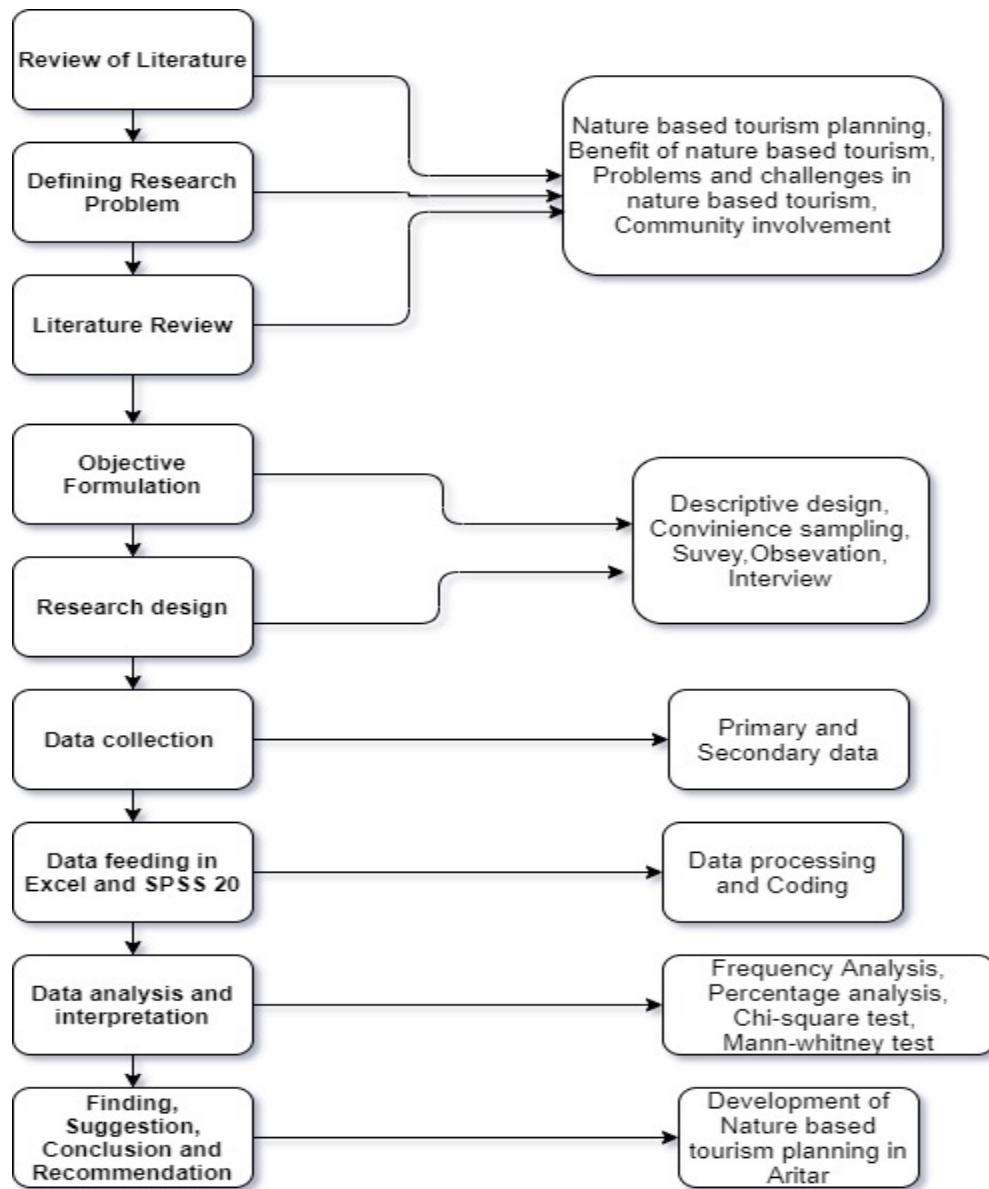 Review of Literature
Nature based tourism planning,
Benefit of nature based tourism,
Problems and challenges in
nature based tourism,
Community involvement
Defining Research
Problem
Literature Review
Objective
Formulation
Descriptive design,
Convinience sampling,
Suvey,Obsevation,
Interview
Research design
Data collection
Primary and
Secondary data
Data feeding in
Excel and SPSS 20
Data processing
and Coding
Data analysis and
interpretation
Frequency Analysis,
Percentage analysis,
Chi-square test,
Mann-whitney test
Finding,
Suggestion,
Conclusion and
Recommendation
Development of
Nature based
tourism planning in
Aritar